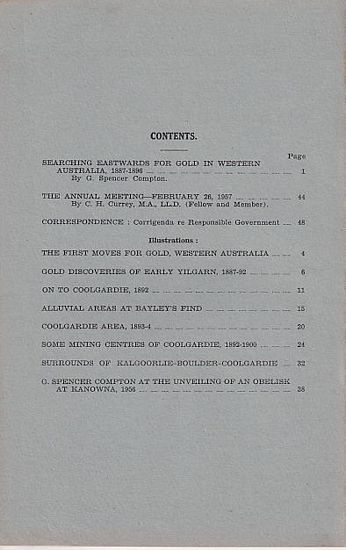 CONTENTS.
Page
SEARCHING EASTWARDS FOR GOLD IN WESTERN
AUSTRALIA, 1887-1896 1
By G. Spencer Compton.
THE ANNUAL MEETING—FEBRUARY 26, 1957 44
By C. H. Currey, M.A., LL.D. (Fellow and Member).
CORRESPONDENCE : Corrigenda re Responsible Government 48
Illustrations :
THE FIRST MOVES FOR GOLD, WESTERN AUSTRALIA 4
GOLD DISCOVERIES OF EARLY YILGARN, 1887-92 6
ON TO COOLGARDIE, 1892 11
ALLUVIAL AREAS AT BAYLEY'S FIND 15
COOLGARDIE AREA, 1893-4 20
SOME MINING CENTRES OF COOLGARDIE, 1892-1900 24
SURROUNDS OF KALGOORLIE-BOULDER-COOLGARDIE 32
G. SPENCER COMPTON AT THE UNVEILING OF AN OBELISK
AT KANOWNA, 1956 38